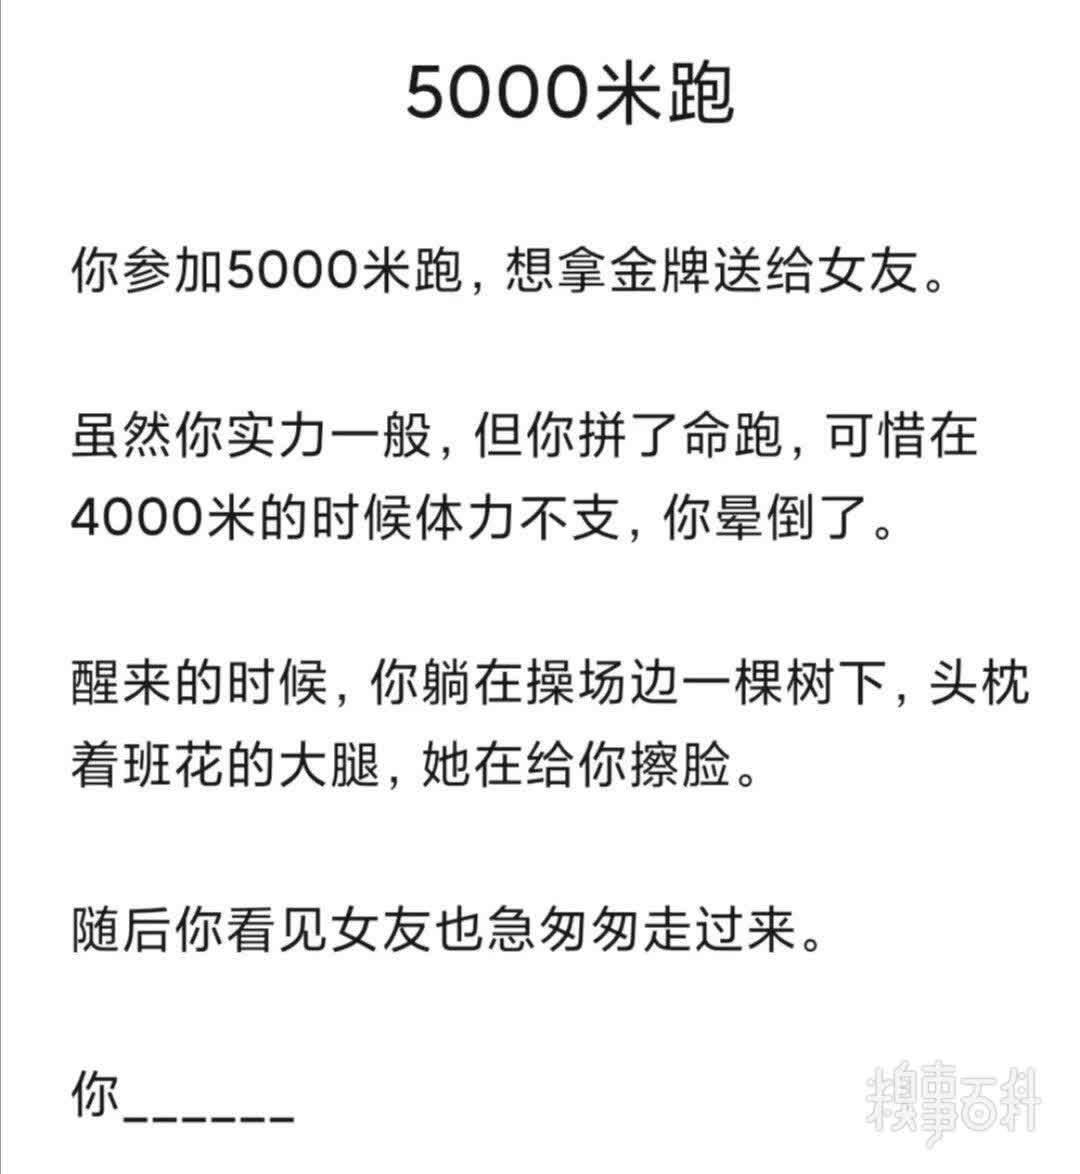 5000米跑
你参加5000米跑，想拿金牌送给女友。
虽然你实力一般，但你拼了命跑，可惜在
4000米的时候体力不支，你晕倒了。
醒来的时候，你躺在操场边一棵树下，头枕
着班花的大腿，她在给你擦脸。
随后你看见女友也急匆匆走过来。
你______
糗事百科